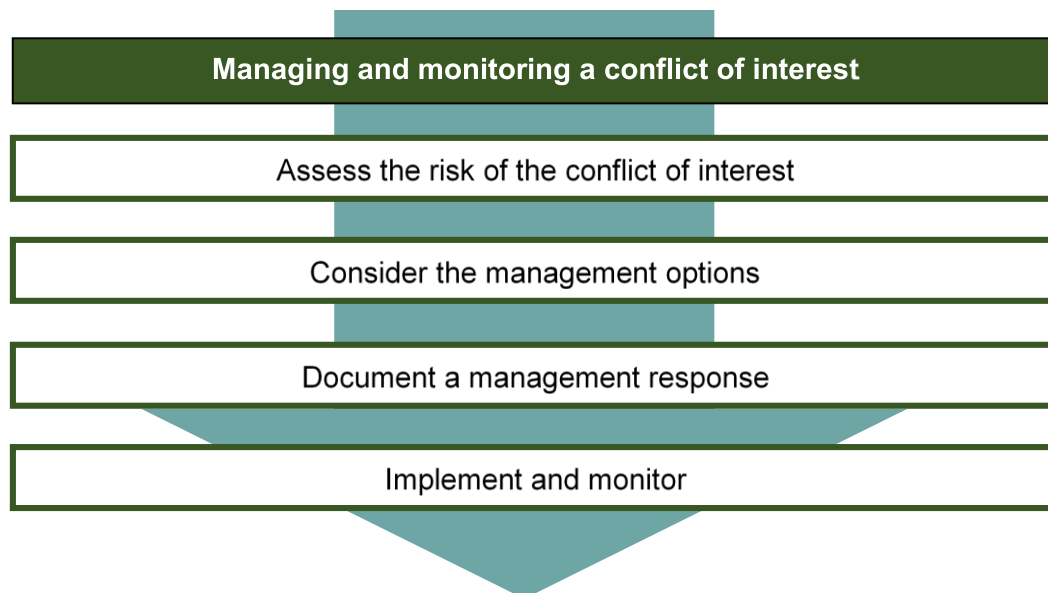 Managing and monitoring a conflict of interest
Assess the risk of the conflict of interest
Consider the management options
Document a management response
Implement and monitor